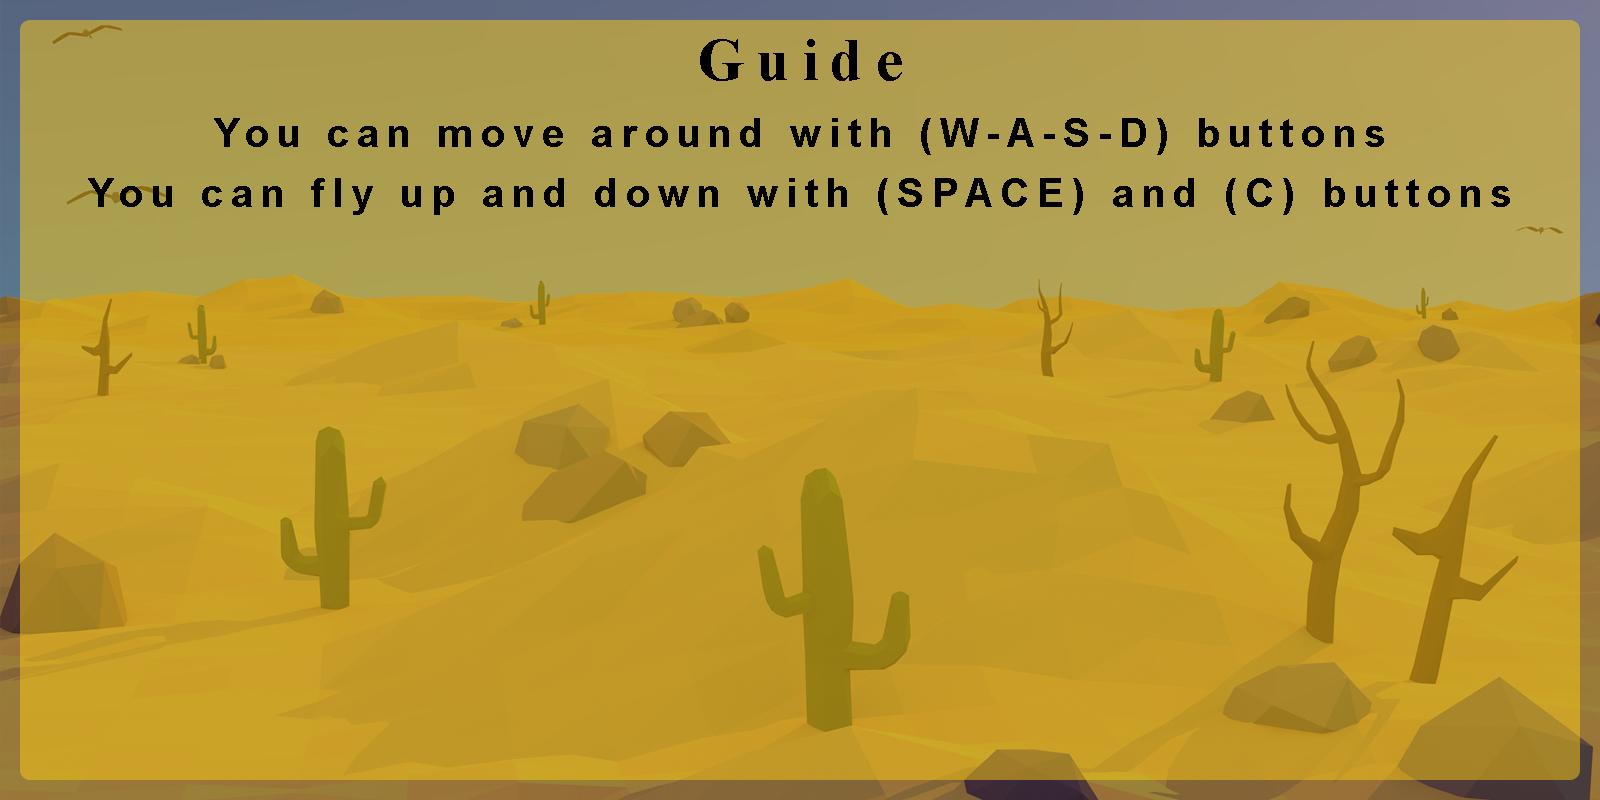 Guide
You can move around with (W-A-S-D) buttons
You can fly up and down with (SPACE) and (C) buttons